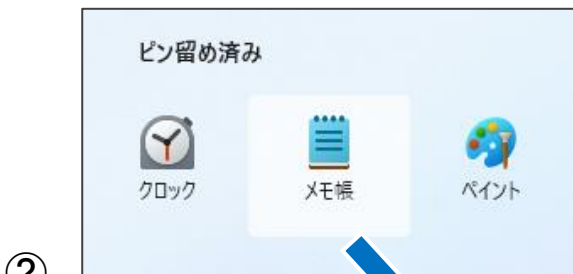 ピン留め済み
クロック
メモ帳
ペイント
②